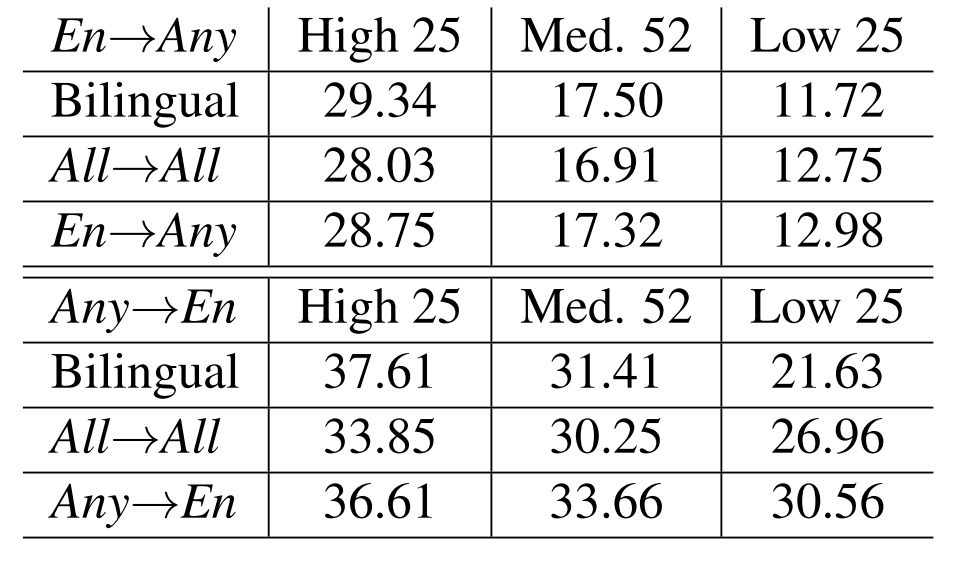 En→Any High 25 Med. 52 Low 25
Bilingual 29.34 17.50 11.72
All→All 28.03 16.91 12.75
En→Any 28.75 17.32 12.98
Any→En High 25 Med. 52 Low 25
Bilingual 37.61 31.41 21.63
All→All 33.85 30.25 26.96
Any→En 36.61 33.66 30.56